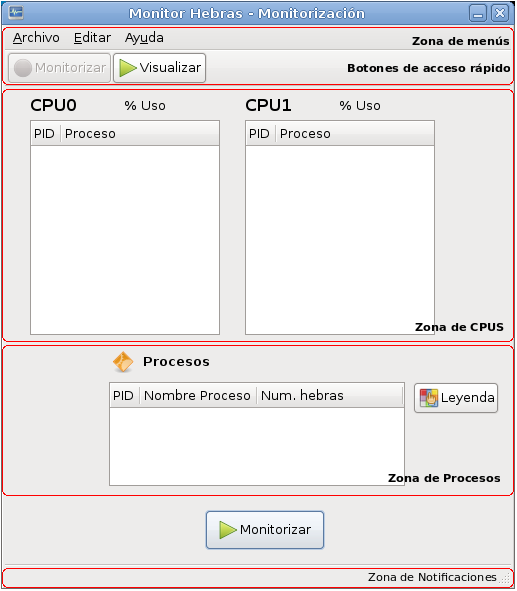 Monitor Hebras - Monitorización
Archivo Editar Ayuda
Zona de menús
Monitorizar Visualizar
Botones de acceso rápido
CPU0 % Uso CPU1 % Uso
PID Proceso PID Proceso
Zona de CPUS
Procesos
PID Nombre Proceso Num. hebras
Leyenda
Zona de Procesos
Monitorizar
Zona de Notificaciones